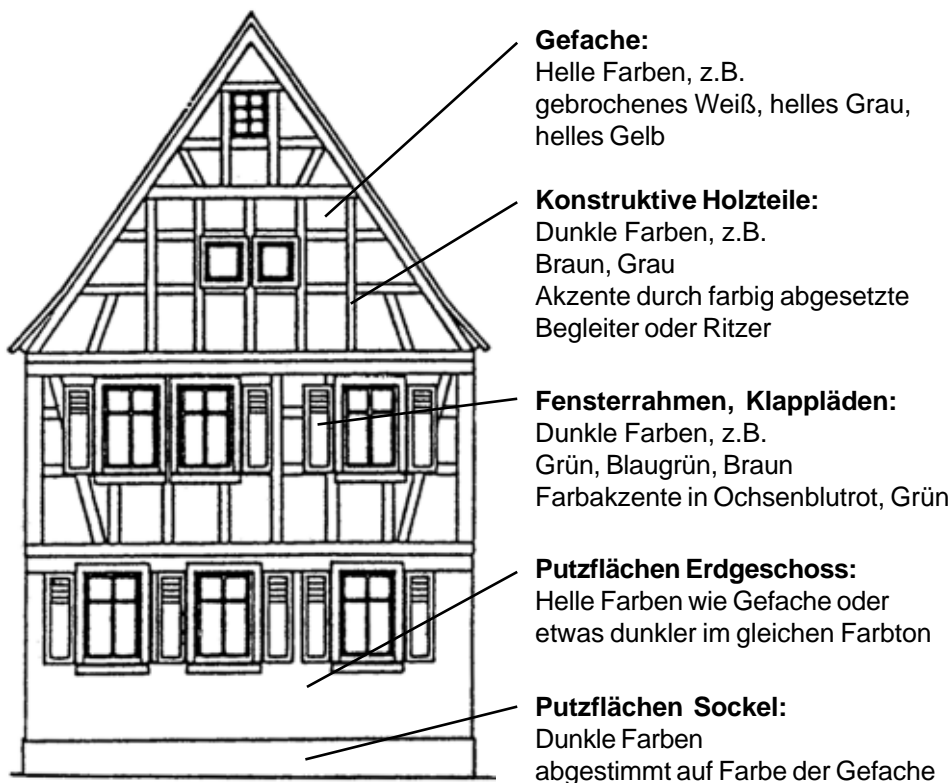 Gefache:
Helle Farben, z.B.
gebrochenes Weiß, helles Grau,
helles Gelb
Konstruktive Holzteile:
Dunkle Farben, z.B.
Braun, Grau
Akzente durch farbig abgesetzte
Begleiter oder Ritzer
Fensterrahmen, Klappläden:
Dunkle Farben, z.B.
Grün, Blaugrün, Braun
Farbakzente in Ochsenblutrot, Grün
Putzflächen Erdgeschoss:
Helle Farben wie Gefache oder
etwas dunkler im gleichen Farbton
Putzflächen Sockel:
Dunkle Farben
abgestimmt auf Farbe der Gefache